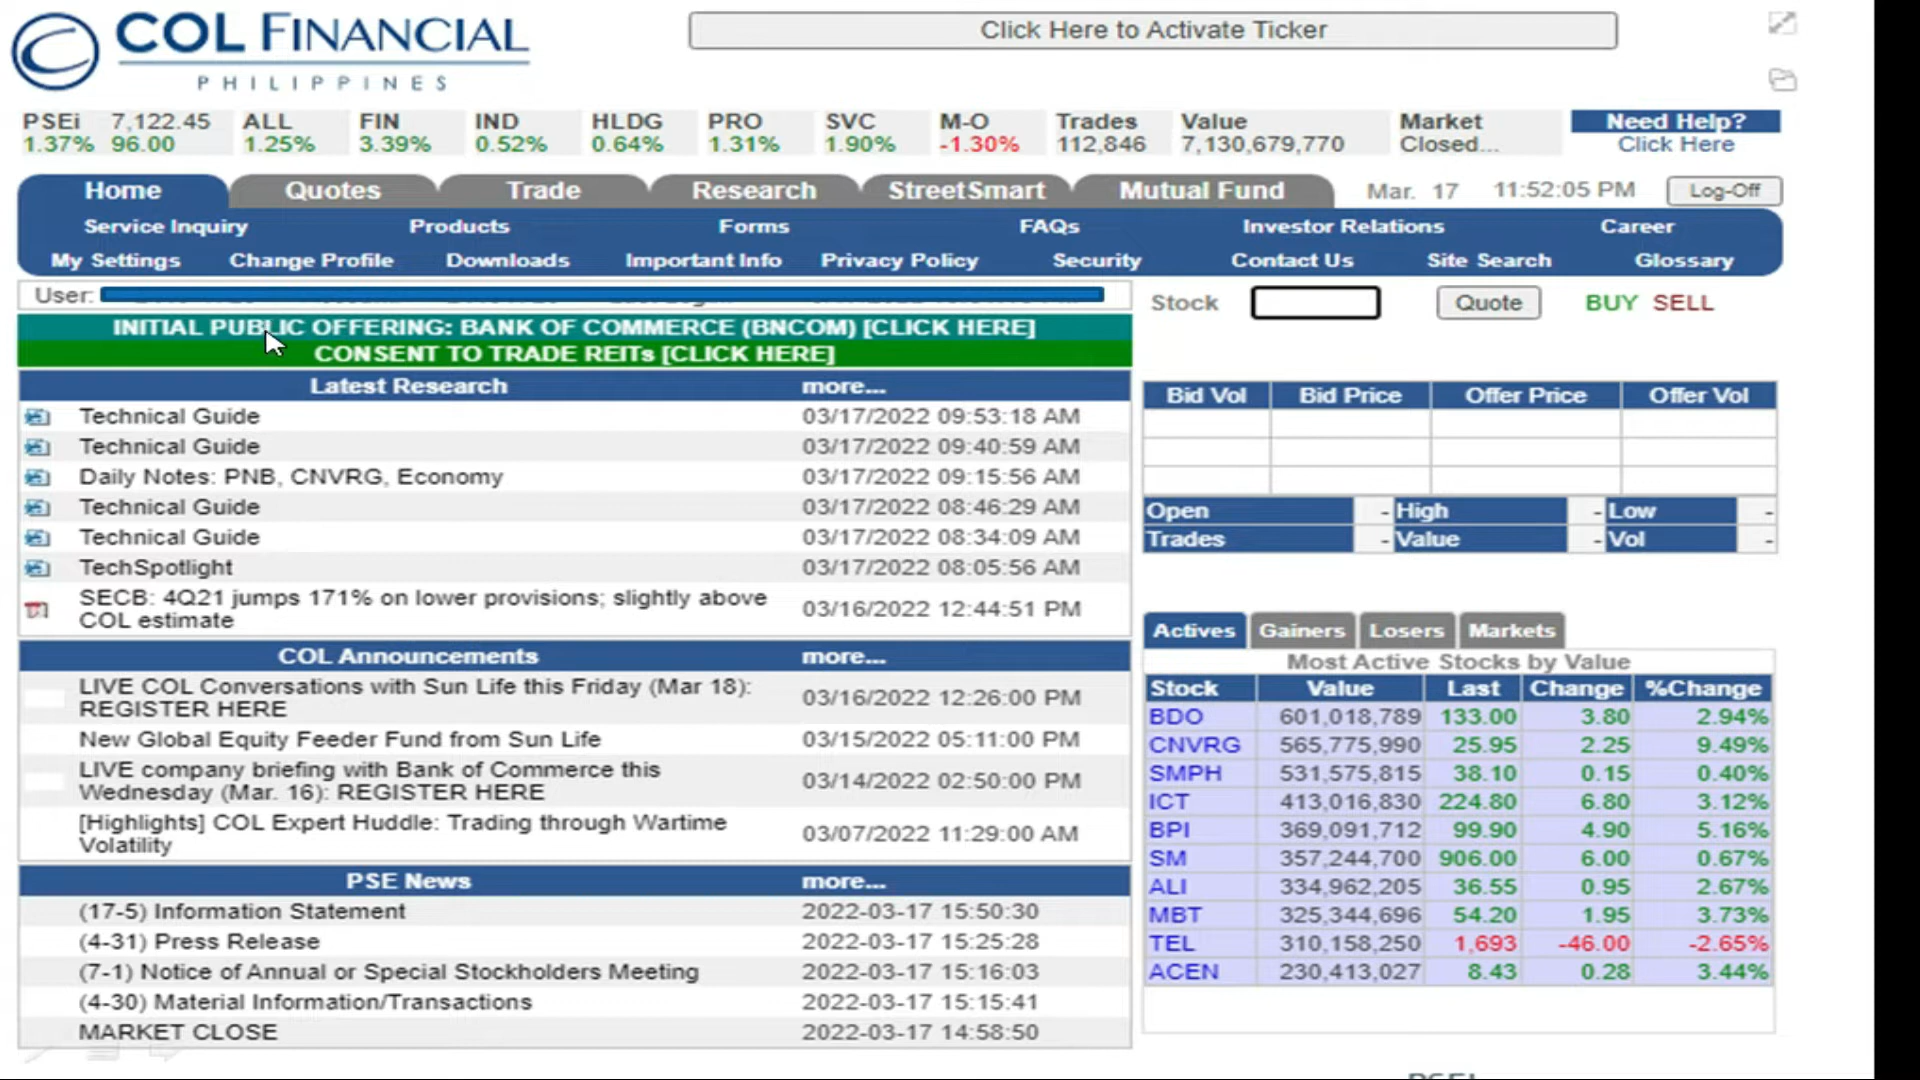 COL FINANCIAL
PHILIPPINES
Click Here to Activate Ticker
PSEi 7,122.45 ALL FIN IND HLDG PRO SVC M-O Trades Value Market Need Help?
1.37% 96.00 1.25% 3.39% 0.52% 0.64% 1.31% 1.90% -1.30% 112,846 7,130,679,770 Closed... Click Here
Home Quotes Trade Research StreetSmart Mutual Fund Mar. 17 11:52:05 PM Log-Off
Service Inquiry Products Forms FAQs Investor Relations Career
My Settings Change Profile Downloads Important Info Privacy Policy Security Contact Us Site Search Glossary
User:
Stock Quote BUY SELL
INITIAL PUBLIC OFFERING: BANK OF COMMERCE (BNCOM) [CLICK HERE]
CONSENT TO TRADE REITs [CLICK HERE]
Latest Research more...
Technical Guide 03/17/2022 09:53:18 AM
Technical Guide 03/17/2022 09:40:59 AM
Daily Notes: PNB, CNVRG, Economy 03/17/2022 09:15:56 AM
Technical Guide 03/17/2022 08:46:29 AM
Technical Guide 03/17/2022 08:34:09 AM
TechSpotlight 03/17/2022 08:05:56 AM
SECB: 4Q21 jumps 171% on lower provisions; slightly above
COL estimate 03/16/2022 12:44:51 PM
COL Announcements more...
LIVE COL Conversations with Sun Life this Friday (Mar 18):
REGISTER HERE 03/16/2022 12:26:00 PM
New Global Equity Feeder Fund from Sun Life 03/15/2022 05:11:00 PM
LIVE company briefing with Bank of Commerce this
Wednesday (Mar. 16): REGISTER HERE 03/14/2022 02:50:00 PM
[Highlights] COL Expert Huddle: Trading through Wartime
Volatility 03/07/2022 11:29:00 AM
PSE News more...
(17-5) Information Statement 2022-03-17 15:50:30
(4-31) Press Release 2022-03-17 15:25:28
(7-1) Notice of Annual or Special Stockholders Meeting 2022-03-17 15:16:03
(4-30) Material Information/Transactions 2022-03-17 15:15:41
MARKET CLOSE 2022-03-17 14:58:50
Bid Vol Bid Price Offer Price Offer Vol
Open - High - Low -
Trades - Value - Vol -
Actives Gainers Losers Markets
Most Active Stocks by Value
Stock Value Last Change %Change
BDO 601,018,789 133.00 3.80 2.94%
CNVRG 565,775,990 25.95 2.25 9.49%
SMPH 531,575,815 38.10 0.15 0.40%
ICT 413,016,830 224.80 6.80 3.12%
BPI 369,091,712 99.90 4.90 5.16%
SM 357,244,700 906.00 6.00 0.67%
ALI 334,962,205 36.55 0.95 2.67%
MBT 325,344,696 54.20 1.95 3.73%
TEL 310,158,250 1,693 -46.00 -2.65%
ACEN 230,413,027 8.43 0.28 3.44%